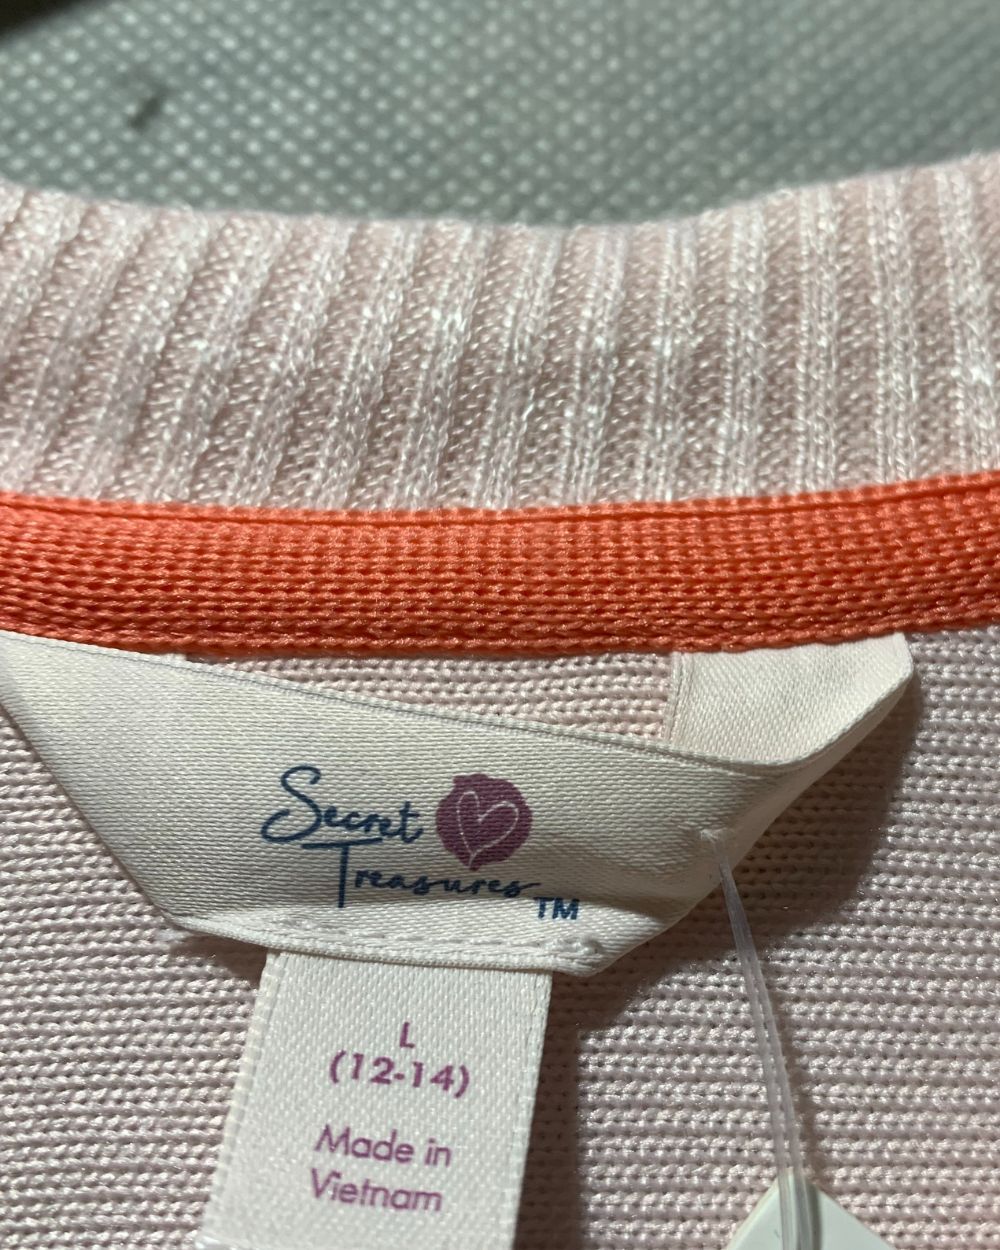 Secret
Treasures
TM
L
(12-14)
Made in
Vietnam